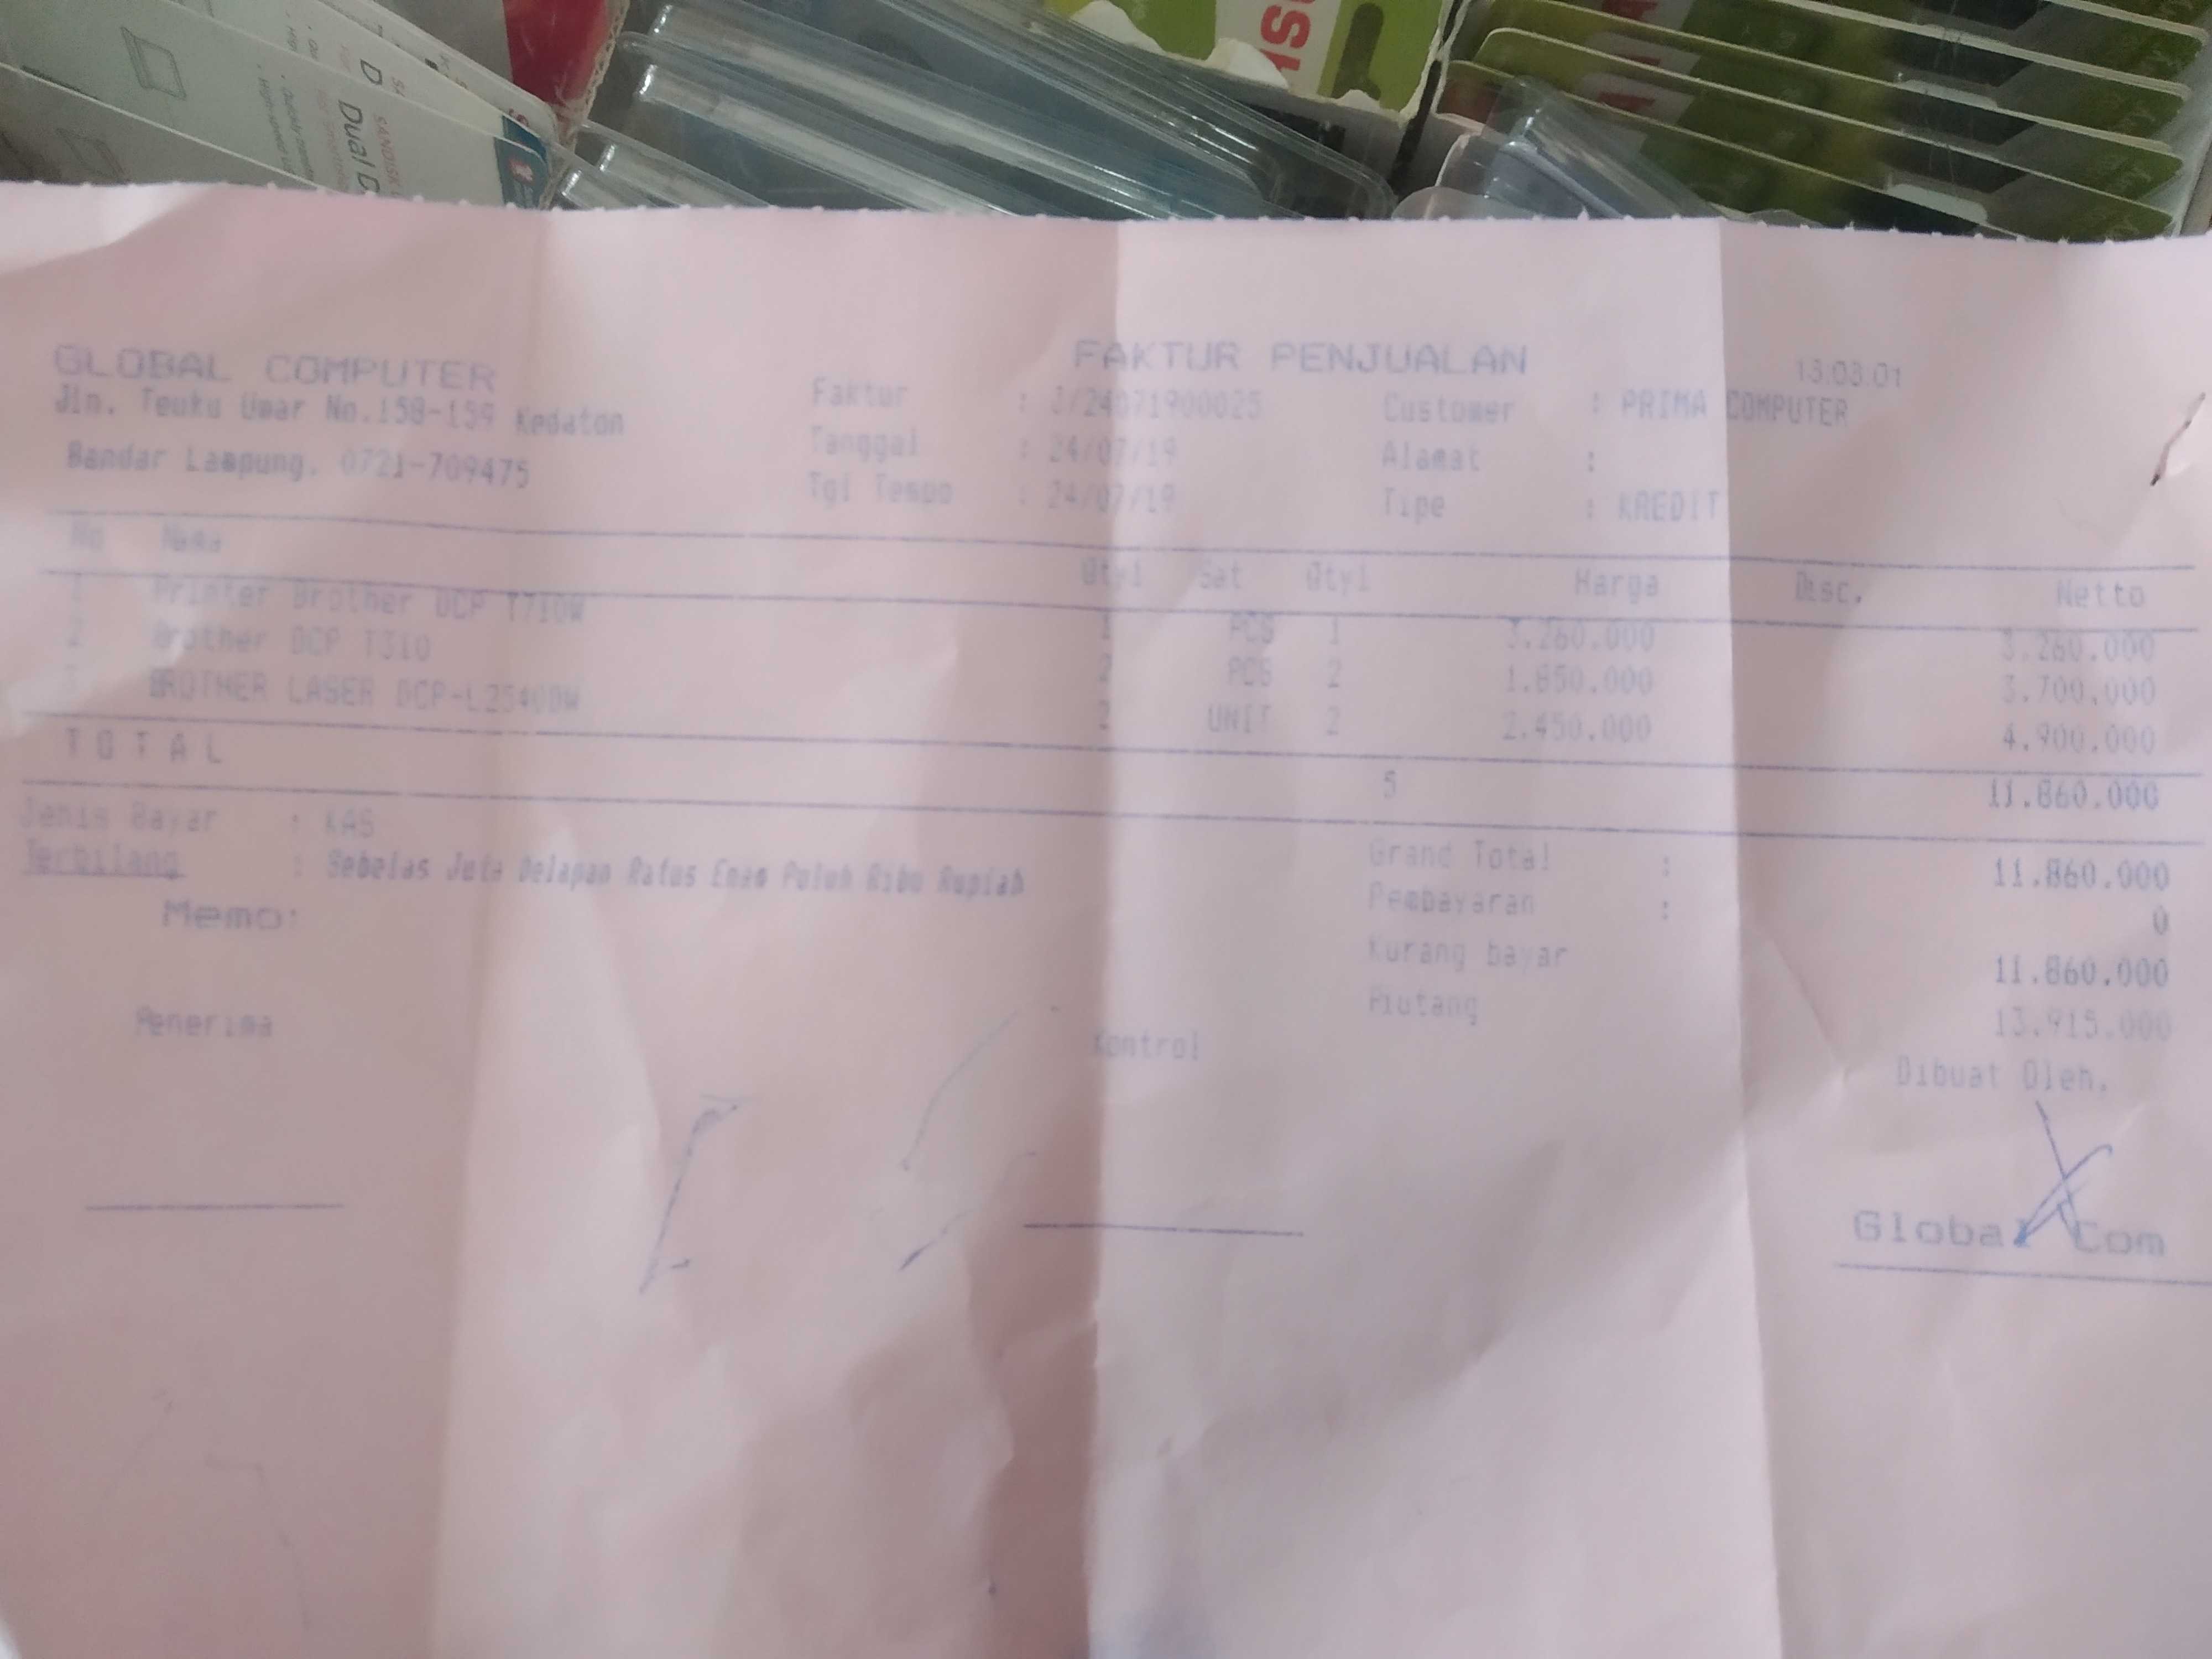 SANDISK
Dual D
GLOBAL COMPUTER
Jln. Teuku Umar No.158-159 Kedaton
Bandar Lampung. 0721-709475
FAKTUR PENJUALAN
13:03:01
Faktur : J/24071900025
Tanggal : 24/07/19
Tgl Tempo : 24/07/19
Customer : PRIMA COMPUTER
Alamat :
Tipe : KREDIT
No Nama Qty1 Sat Qty1 Harga Disc. Netto
1 Printer Brother DCP T710W 1 PCS 1 3.260.000 3.260.000
2 Brother DCP T310 2 PCS 2 1.850.000 3.700.000
3 BROTHER LASER DCP-L2540DW 2 UNIT 2 2.450.000 4.900.000
T O T A L 5 11.860.000
Jenis Bayar : KAS
Terbilang : Sebelas Juta Delapan Ratus Enam Puluh Ribu Rupiah
Memo:
Grand Total : 11.860.000
Pembayaran : 0
Kurang bayar 11.860.000
Piutang 13.915.000
Penerima
Kontrol
Dibuat Oleh,
Global Com